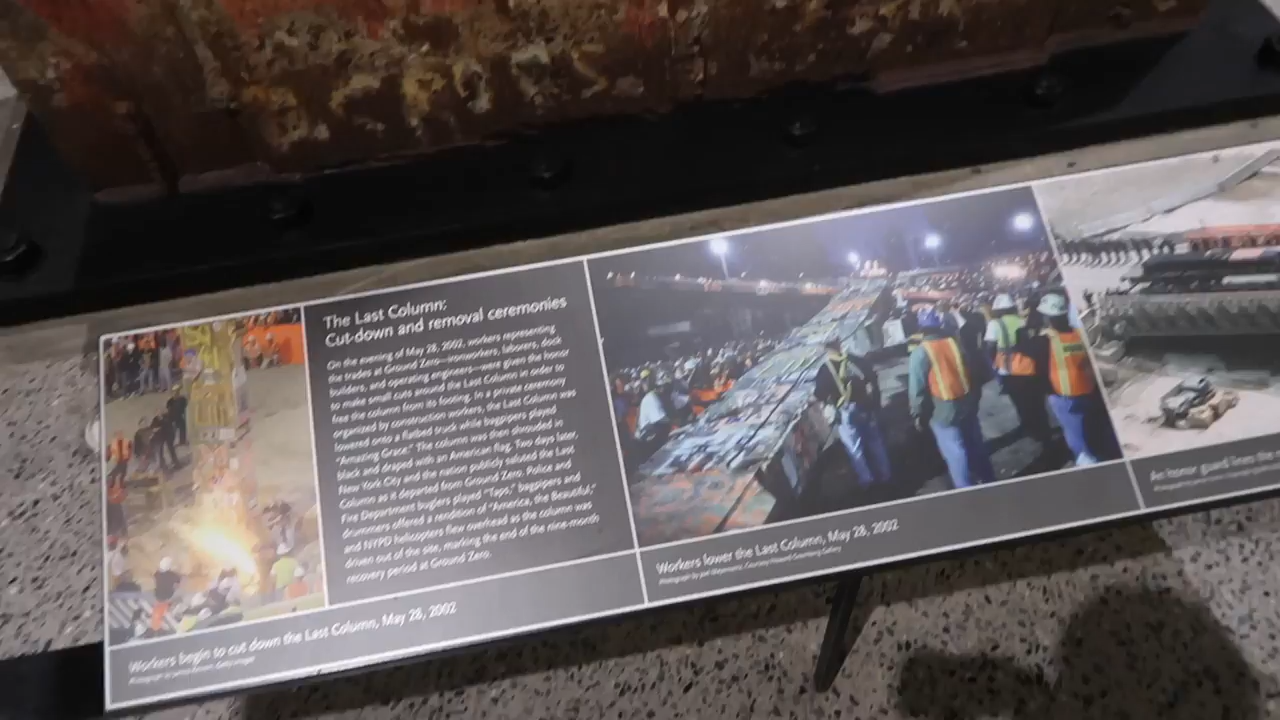 The Last Column:
Cut-down and removal ceremonies
On the evening of May 28, 2002, workers representing
the trades at Ground Zero—ironworkers, laborers, dock
builders, and operating engineers—were given the honor
to make small cuts around the Last Column in order to
free the column from its footing. In a private ceremony
organized by construction workers, the Last Column was
lowered onto a flatbed truck while bagpipers played
"Amazing Grace." The column was then shrouded in
black and draped with an American flag. Two days later,
New York City and the nation publicly saluted the Last
Column as it departed from Ground Zero. Police and
Fire Department buglers played "Taps," bagpipers and
drummers offered a rendition of "America, the Beautiful,"
and NYPD helicopters flew overhead as the column was
driven out of the site, marking the end of the nine-month
recovery period at Ground Zero.
Workers begin to cut down the Last Column, May 28, 2002
Workers lower the Last Column, May 28, 2002
Photograph by Joel Meyerowitz, Courtesy Howard Greenberg Gallery
An honor guard lines the